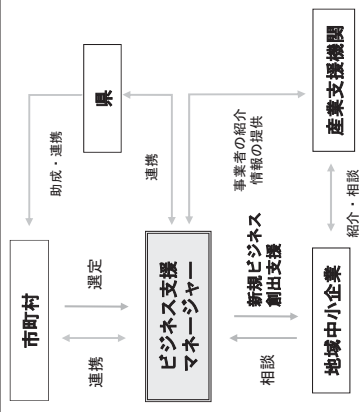 市町村
県
助成・連携
連携
選定
連携
ビジネス支援
マネージャー
事業者の紹介
情報の提供
相談
新規ビジネス
創出支援
地域中小企業
紹介・相談
産業支援機関